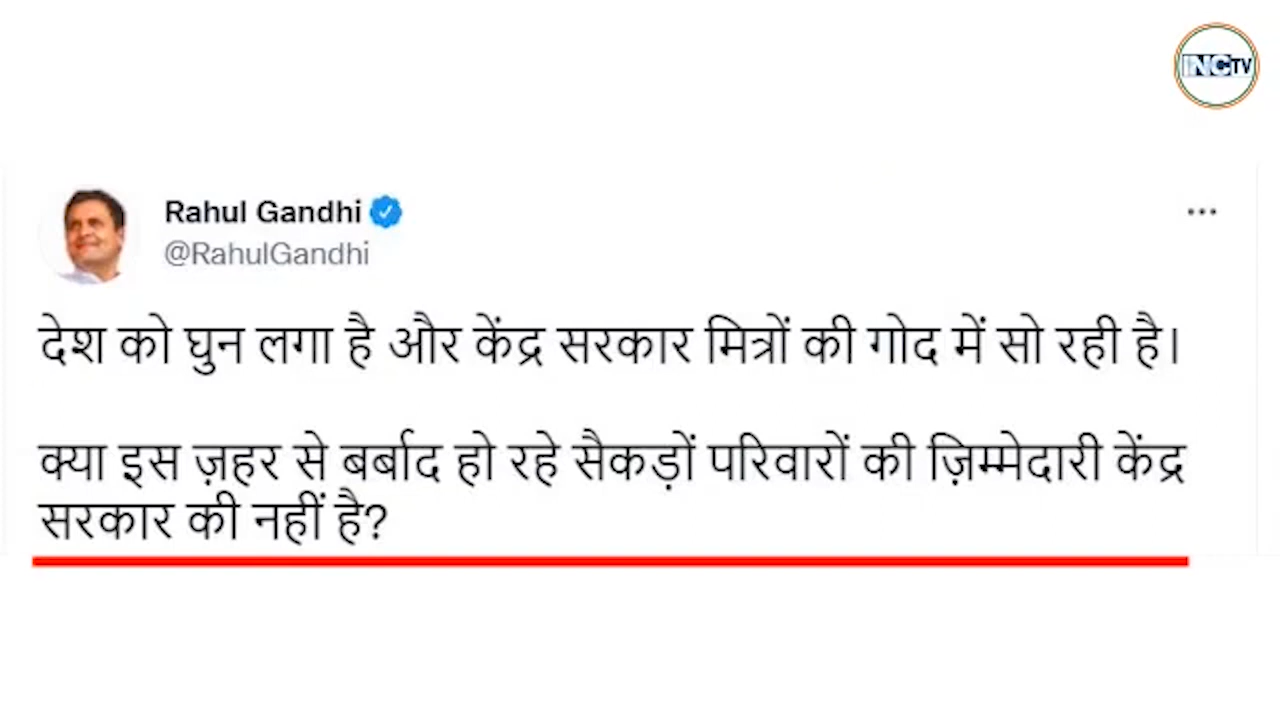 INCTV
Rahul Gandhi
@RahulGandhi
देश को घुन लगा है और केंद्र सरकार मित्रों की गोद में सो रही है।
क्या इस ज़हर से बर्बाद हो रहे सैकड़ों परिवारों की ज़िम्मेदारी केंद्र
सरकार की नहीं है?